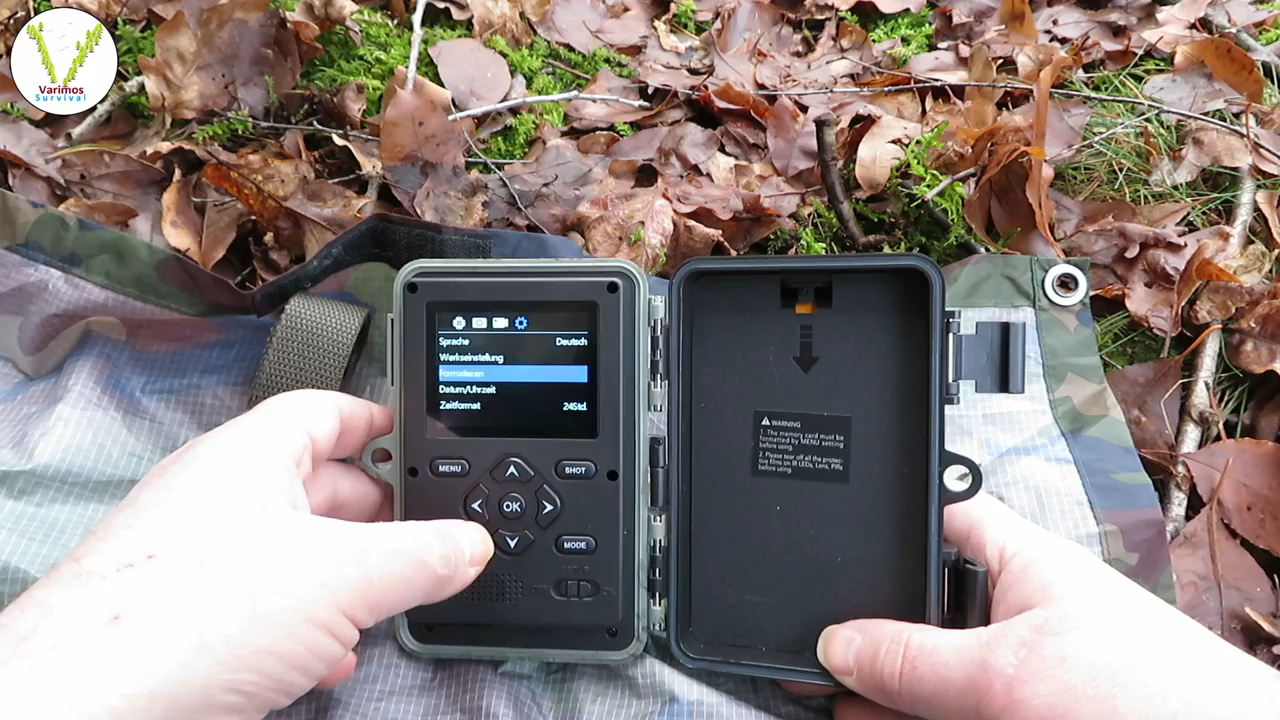 Varimos
Survival
Sprache Deutsch
Werkseinstellung
Formatieren
Datum/Uhrzeit
Zeitformat 24Std.
MENU
SHOT
OK
MODE
WARNING
1. The memory card must be
formatted by MENU setting
before using.
2. Please tear off all the protec-
tive films on IR LEDs, Lens, PIRs
before using.